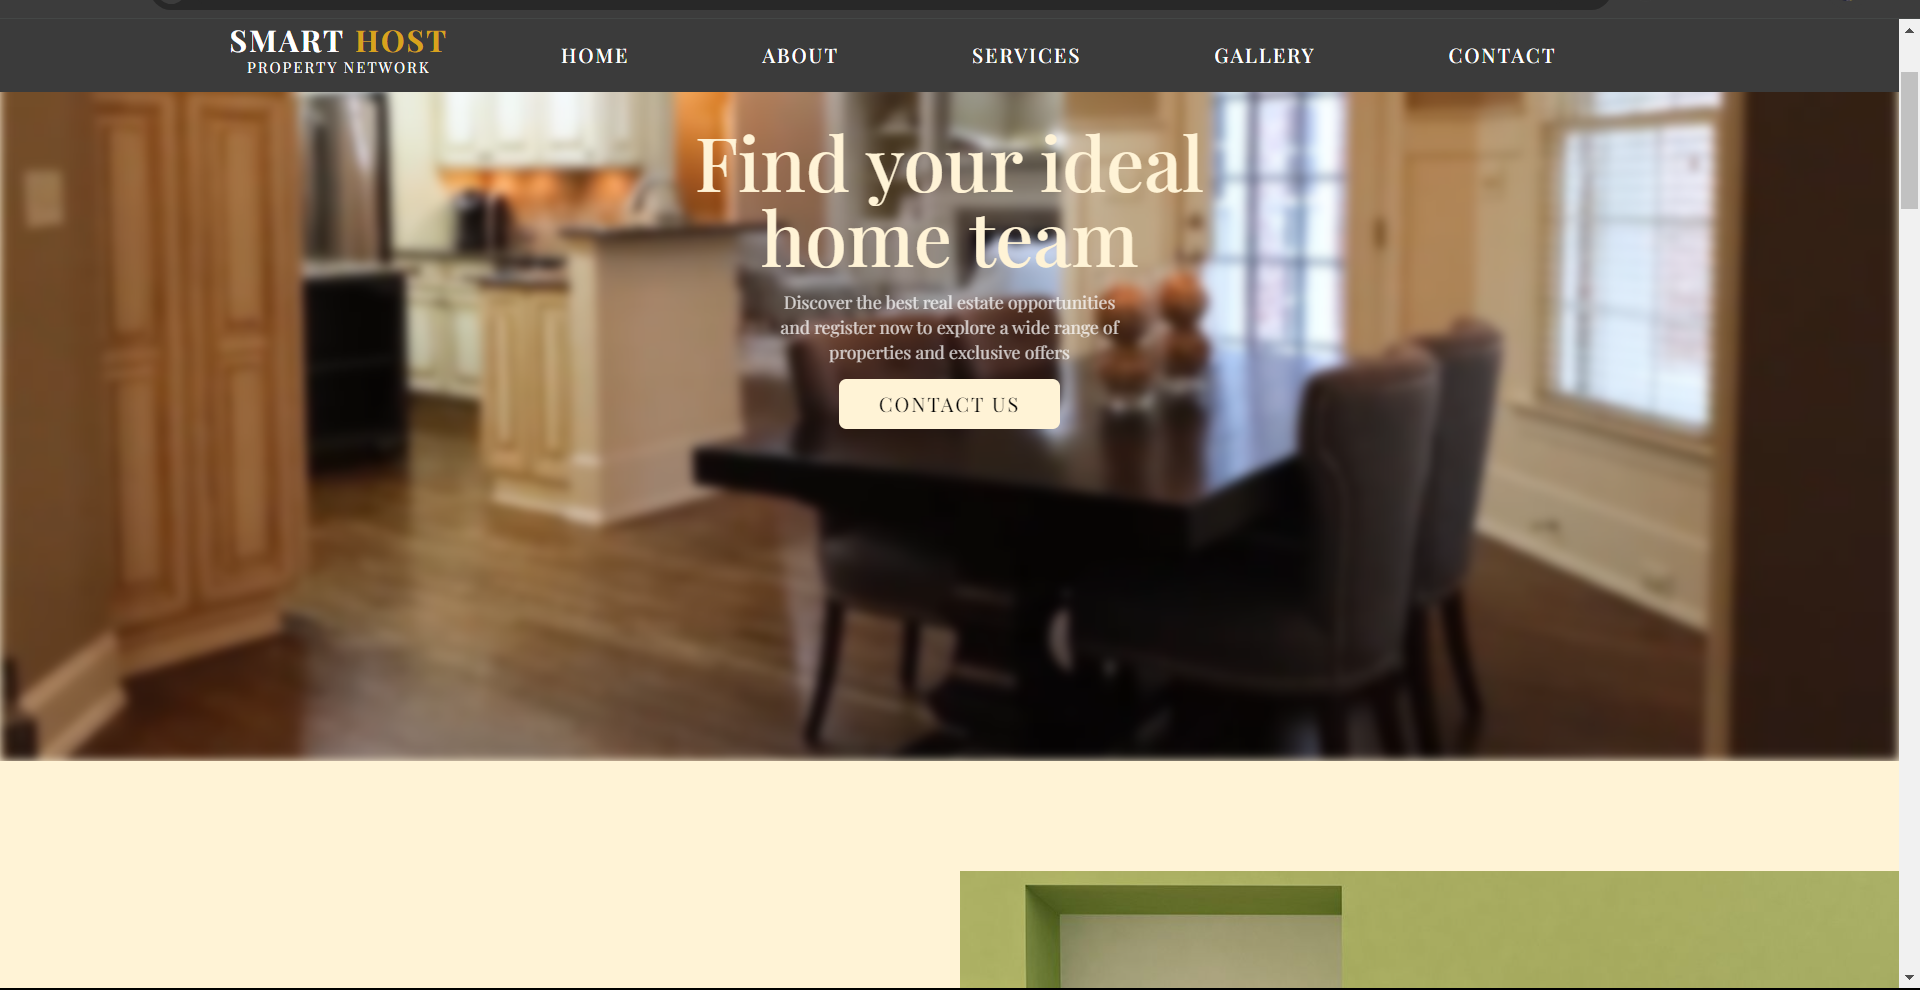 SMART HOST
PROPERTY NETWORK
HOME
ABOUT
SERVICES
GALLERY
CONTACT
Find your ideal
home team
Discover the best real estate opportunities
and register now to explore a wide range of
properties and exclusive offers
CONTACT US